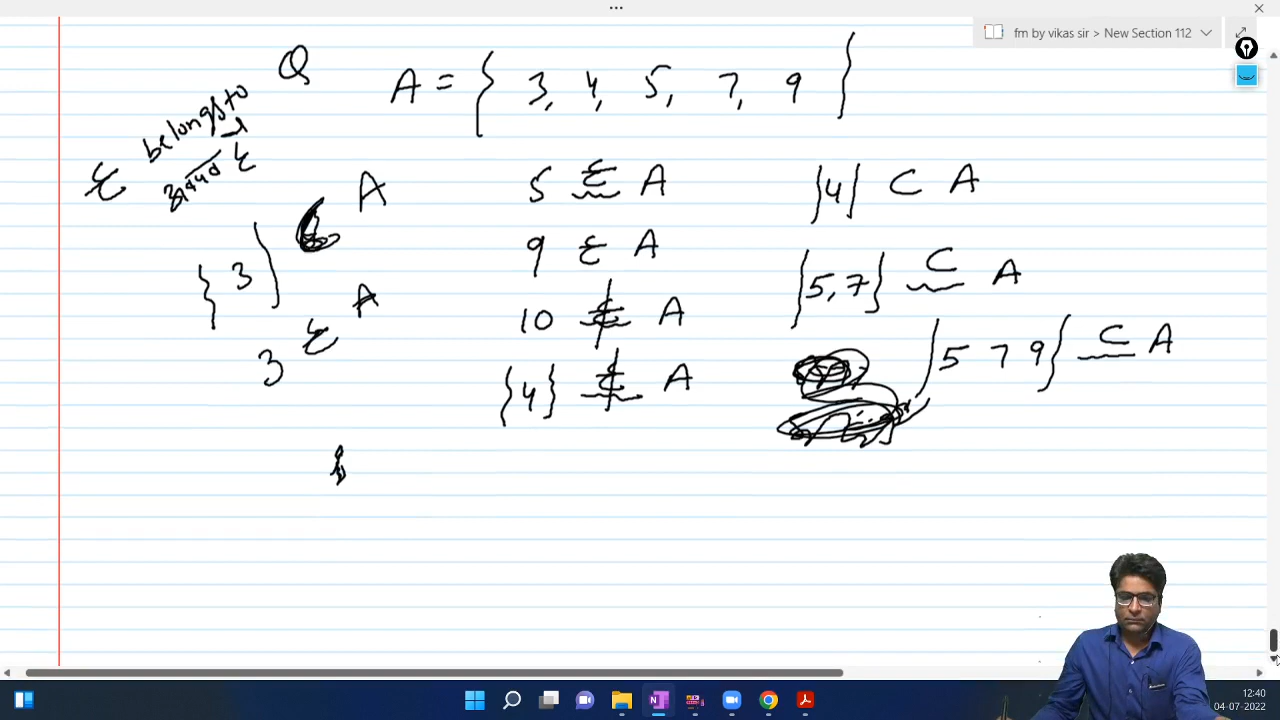 fm by vikas sir > New Section 112
Q
A = { 3, 4, 5, 7, 9 }
∈ belongs to
∈
A
{ 3 }
3 ∈ A
5 ∈ A
9 ∈ A
10 ∉ A
{4} ∉ A
{4} ⊂ A
{5, 7} ⊂ A
{5 7 9} ⊂ A
12:40
04-07-2022